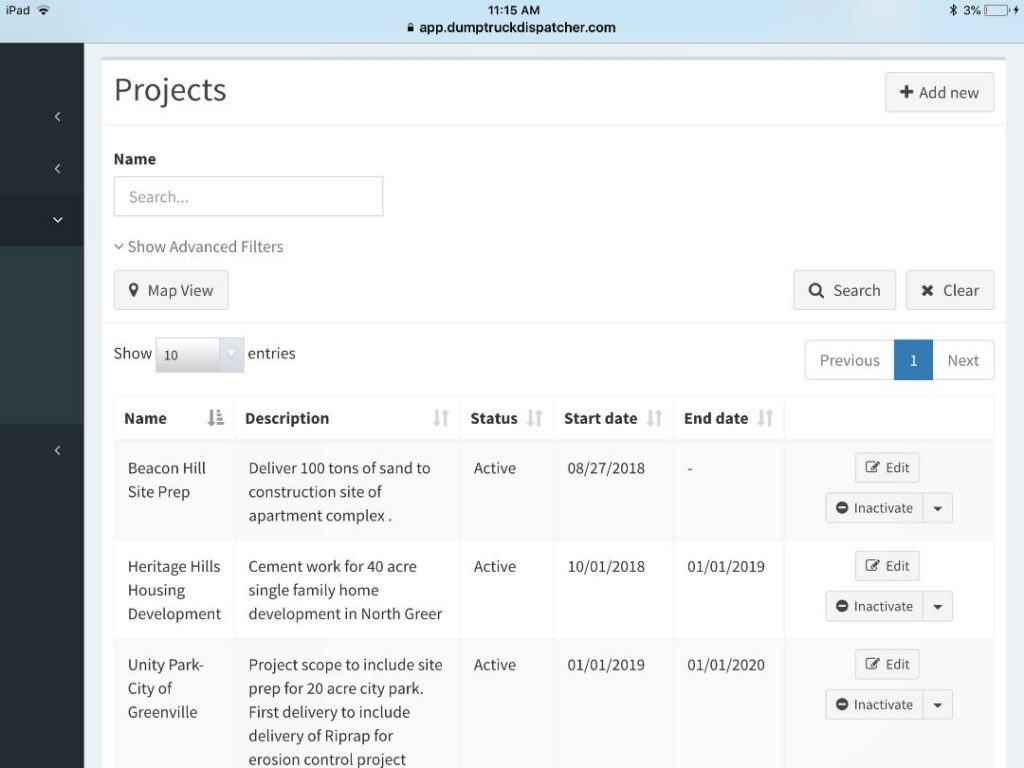 iPad 11:15 AM 3%
app.dumptruckdispatcher.com
Projects
Add new
Name
Search...
Show Advanced Filters
Map View Search Clear
Show 10 entries Previous 1 Next
Name Description Status Start date End date
Beacon Hill Deliver 100 tons of sand to Active 08/27/2018 - Edit
Site Prep construction site of
apartment complex . Inactivate
Heritage Hills Cement work for 40 acre Active 10/01/2018 01/01/2019 Edit
Housing single family home
Development development in North Greer Inactivate
Unity Park- Project scope to include site Active 01/01/2019 01/01/2020 Edit
City of prep for 20 acre city park.
Greenville First delivery to include Inactivate
delivery of Riprap for
erosion control project